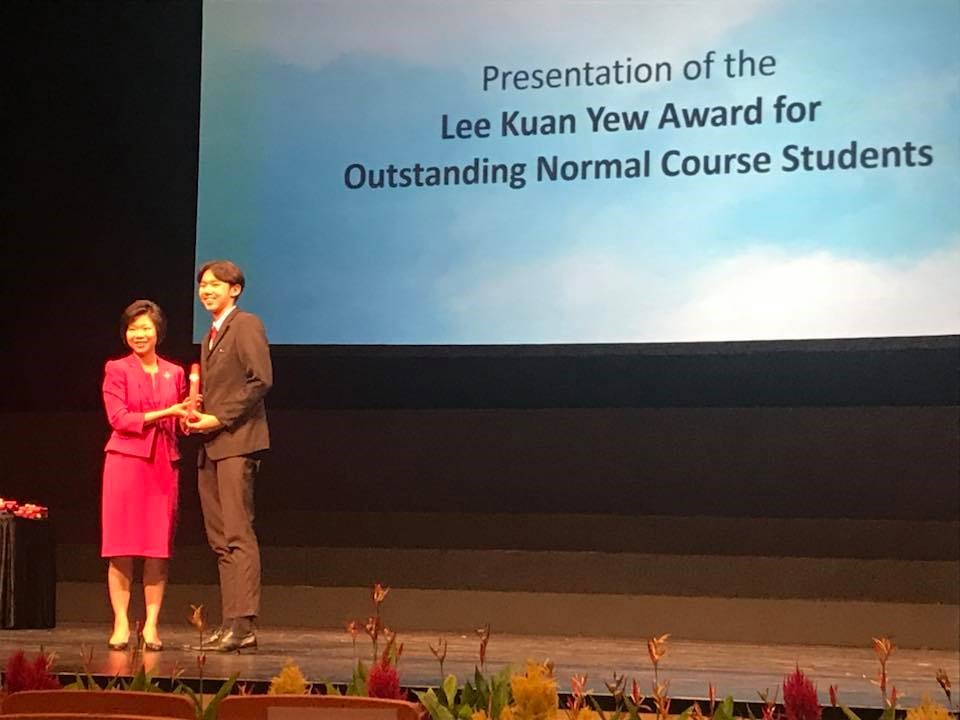 Presentation of the
Lee Kuan Yew Award for
Outstanding Normal Course Students